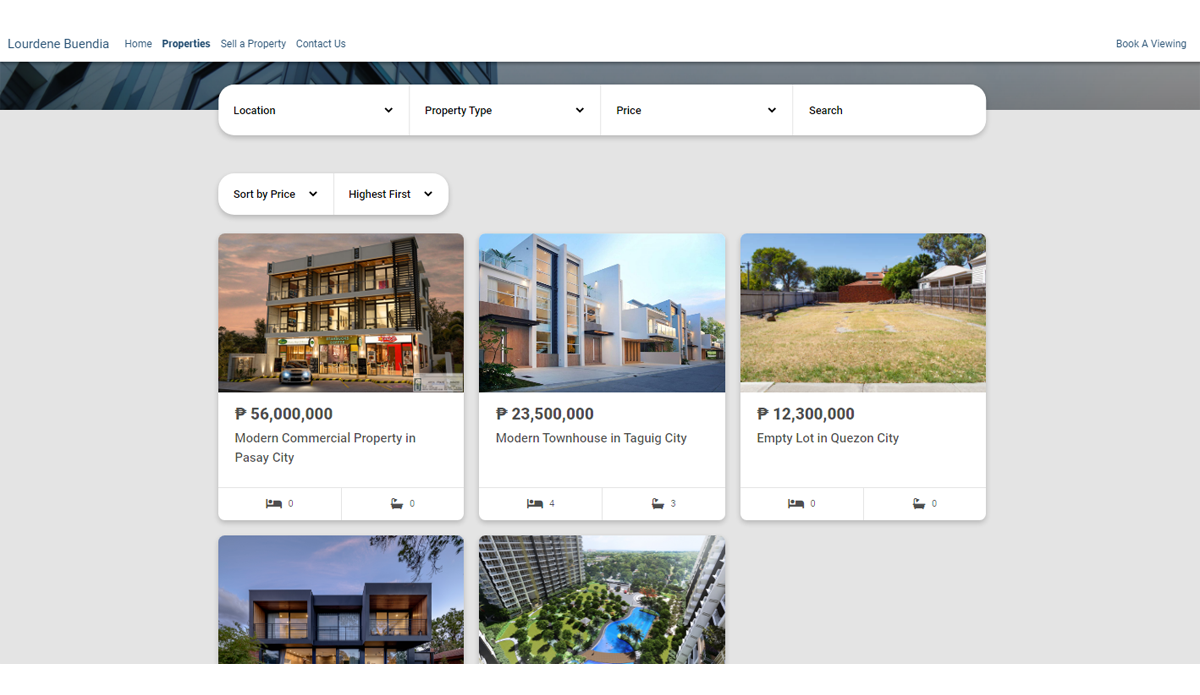 Lourdene Buendia Home Properties Sell a Property Contact Us Book A Viewing
Location Property Type Price Search
Sort by Price Highest First
₱ 56,000,000
Modern Commercial Property in
Pasay City
0 0
₱ 23,500,000
Modern Townhouse in Taguig City
4 3
₱ 12,300,000
Empty Lot in Quezon City
0 0